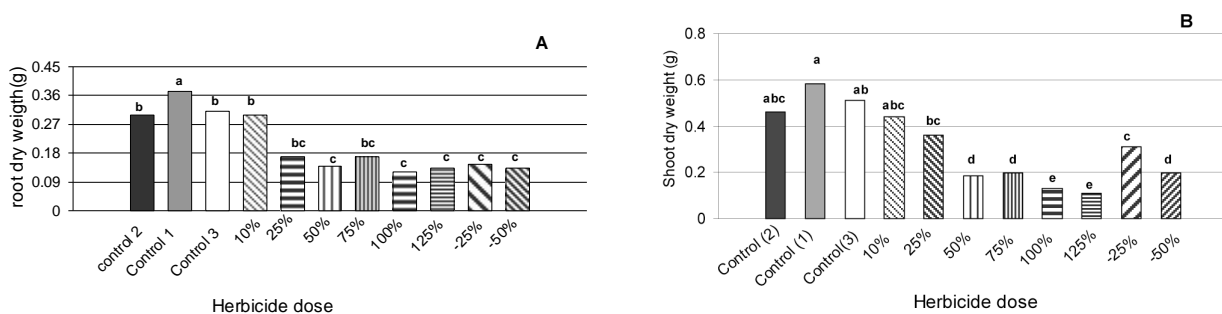 A
root dry weigth(g)
0.45
0.36
0.27
0.18
0.09
0
b
a
b
b
bc
c
bc
c
c
c
c
control 2
Control 1
Control 3
10%
25%
50%
75%
100%
125%
-25%
-50%
Herbicide dose
B
Shoot dry weight (g)
0.8
0.6
0.4
0.2
0
abc
a
ab
abc
bc
d
d
e
e
c
d
Control (2)
Control (1)
Control(3)
10%
25%
50%
75%
100%
125%
-25%
-50%
Herbicide dose